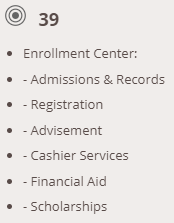 39
• Enrollment Center:
• - Admissions & Records
• - Registration
• - Advisement
• - Cashier Services
• - Financial Aid
• - Scholarships